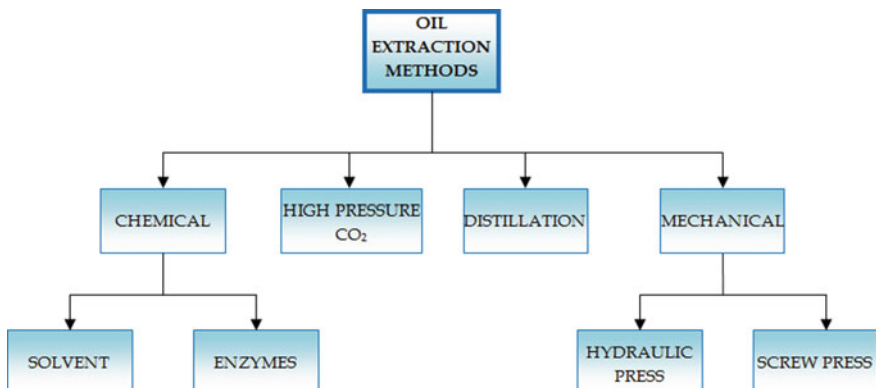 OIL
EXTRACTION
METHODS
CHEMICAL
HIGH PRESSURE
CO₂
DISTILLATION
MECHANICAL
SOLVENT
ENZYMES
HYDRAULIC
PRESS
SCREW PRESS